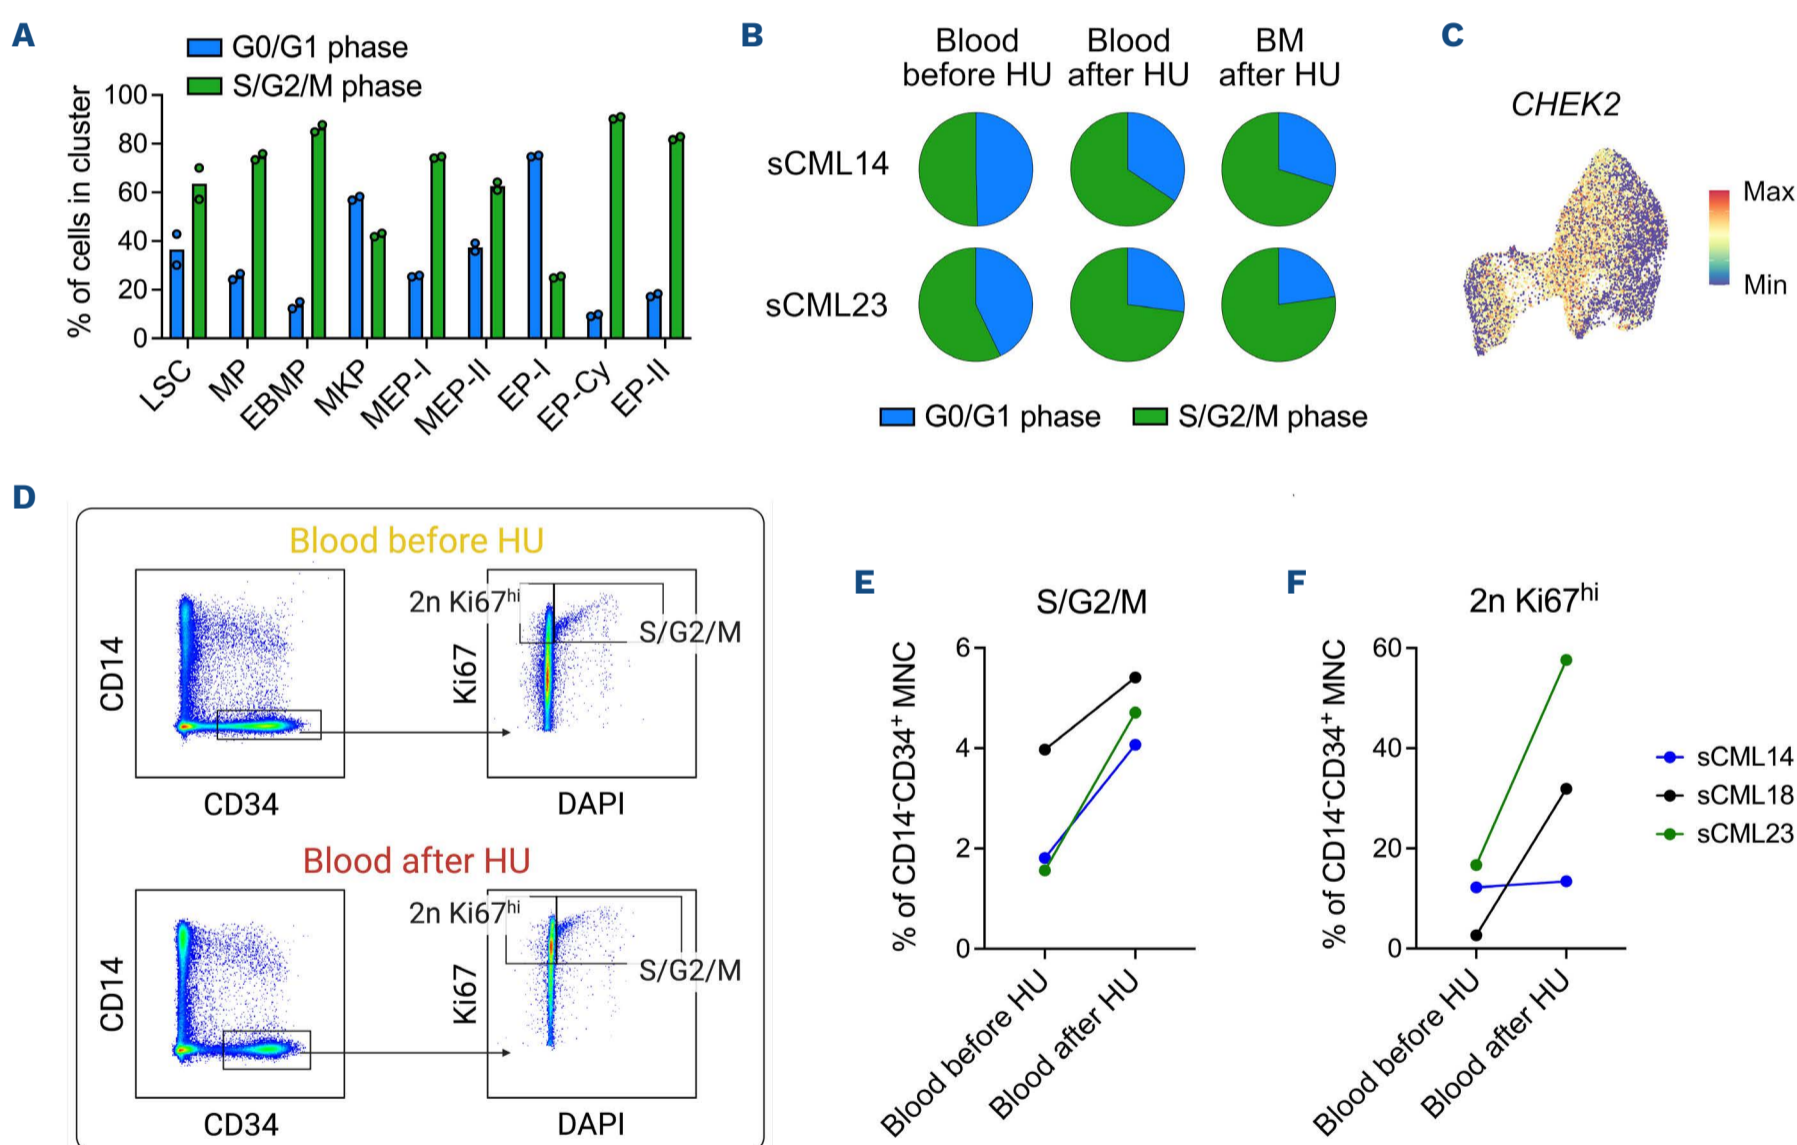 A
G0/G1 phase
S/G2/M phase
% of cells in cluster
100
80
60
40
20
0
LSC
MP
EBMP
MKP
MEP-I
MEP-II
EP-I
EP-Cy
EP-II
B
Blood
before HU
Blood
after HU
BM
after HU
sCML14
sCML23
G0/G1 phase
S/G2/M phase
C
CHEK2
Max
Min
D
Blood before HU
CD14
CD34
2n Ki67hi
S/G2/M
Ki67
DAPI
Blood after HU
CD14
CD34
2n Ki67hi
S/G2/M
Ki67
DAPI
E
S/G2/M
% of CD14-CD34+ MNC
6
4
2
0
Blood before HU
Blood after HU
F
2n Ki67hi
% of CD14-CD34+ MNC
60
40
20
0
Blood before HU
Blood after HU
sCML14
sCML18
sCML23